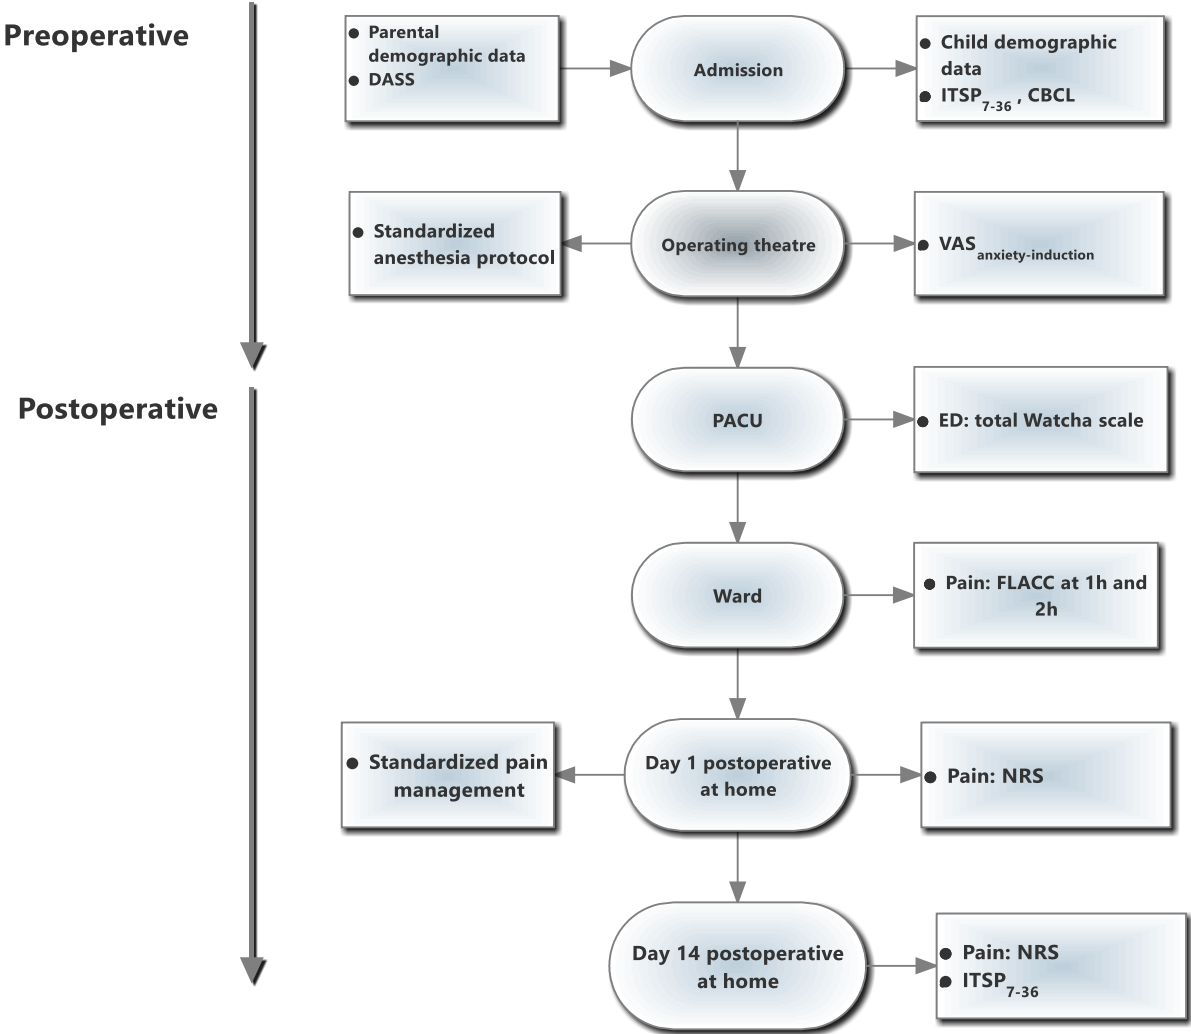 Preoperative
Parental
demographic data
DASS
Admission
Child demographic
data
ITSP7-36 , CBCL
Standardized
anesthesia protocol
Operating theatre
VASanxiety-induction
Postoperative
PACU
ED: total Watcha scale
Ward
Pain: FLACC at 1h and
2h
Standardized pain
management
Day 1 postoperative
at home
Pain: NRS
Day 14 postoperative
at home
Pain: NRS
ITSP7-36